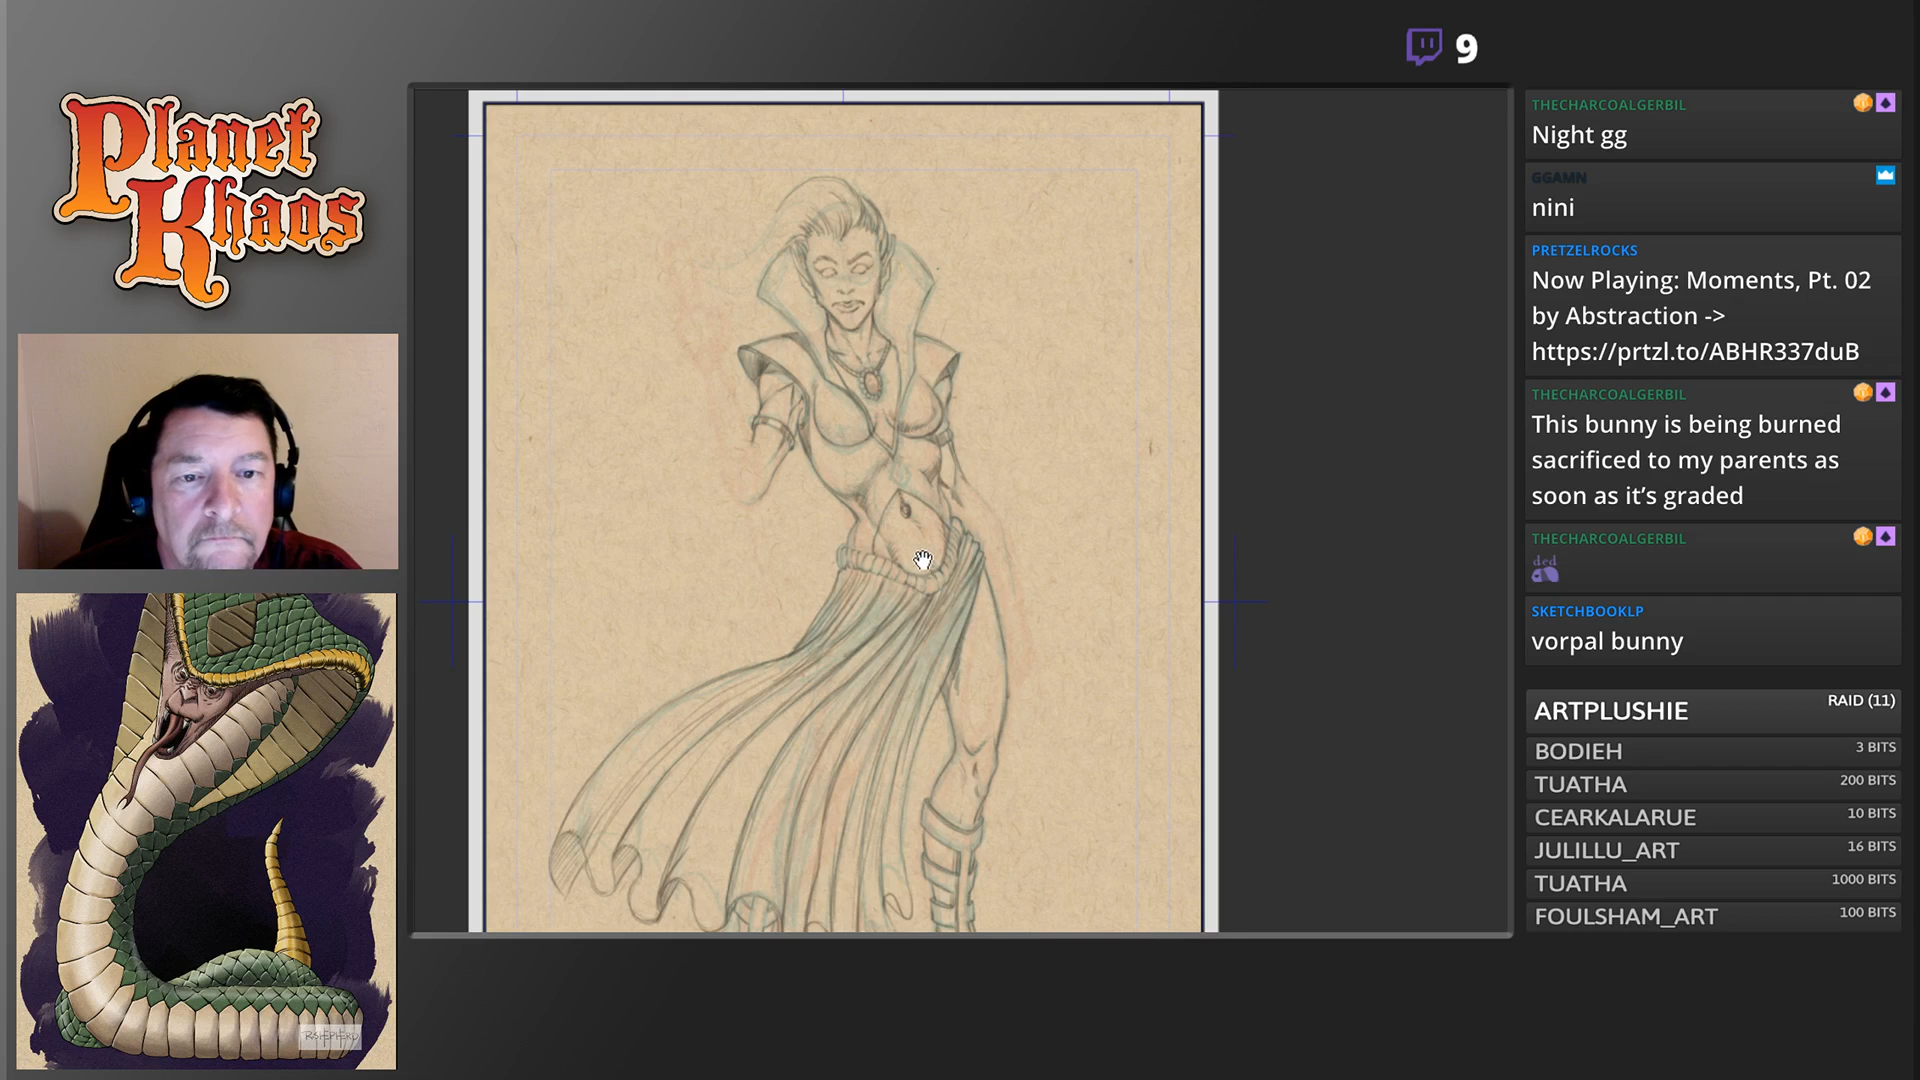 9
Planet
Khaos
THECHARCOALGERBIL
Night gg
GGAMN
nini
PRETZELROCKS
Now Playing: Moments, Pt. 02
by Abstraction ->
https://prtzl.to/ABHR337duB
THECHARCOALGERBIL
This bunny is being burned
sacrificed to my parents as
soon as it’s graded
THECHARCOALGERBIL
ded
SKETCHBOOKLP
vorpal bunny
ARTPLUSHIE RAID (11)
BODIEH 3 BITS
TUATHA 200 BITS
CEARKALARUE 10 BITS
JULILLU_ART 16 BITS
TUATHA 1000 BITS
FOULSHAM_ART 100 BITS
R.SHEPHERD